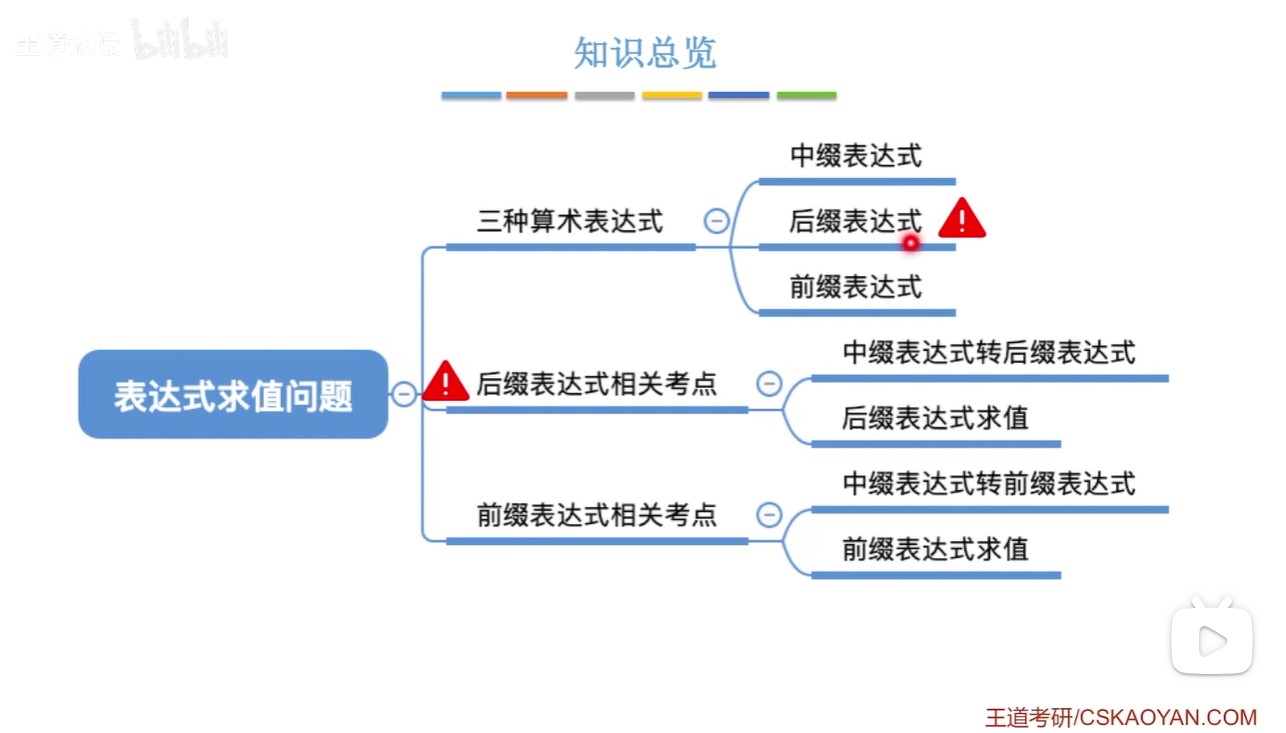 bilibili
知识总览
中缀表达式
三种算术表达式
后缀表达式
前缀表达式
表达式求值问题
后缀表达式相关考点
中缀表达式转后缀表达式
后缀表达式求值
前缀表达式相关考点
中缀表达式转前缀表达式
前缀表达式求值
王道考研/CSKAOYAN.COM